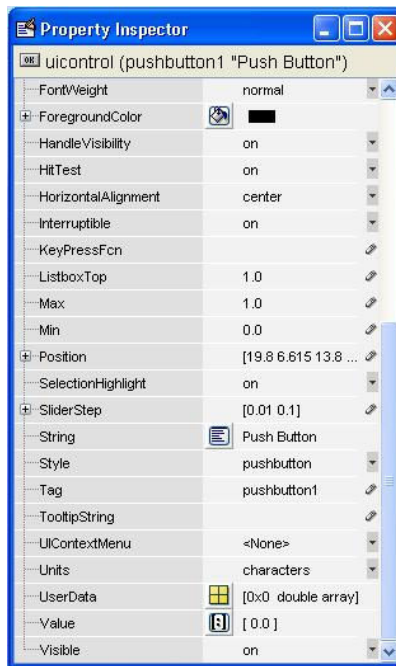 Property Inspector
OK uicontrol (pushbutton1 "Push Button")
FontWeight normal
ForegroundColor
HandleVisibility on
HitTest on
HorizontalAlignment center
Interruptible on
KeyPressFcn
ListboxTop 1.0
Max 1.0
Min 0.0
Position [19.8 6.615 13.8 ...
SelectionHighlight on
SliderStep [0.01 0.1]
String Push Button
Style pushbutton
Tag pushbutton1
TooltipString
UIContextMenu <None>
Units characters
UserData [0x0 double array]
Value [ 0.0 ]
Visible on